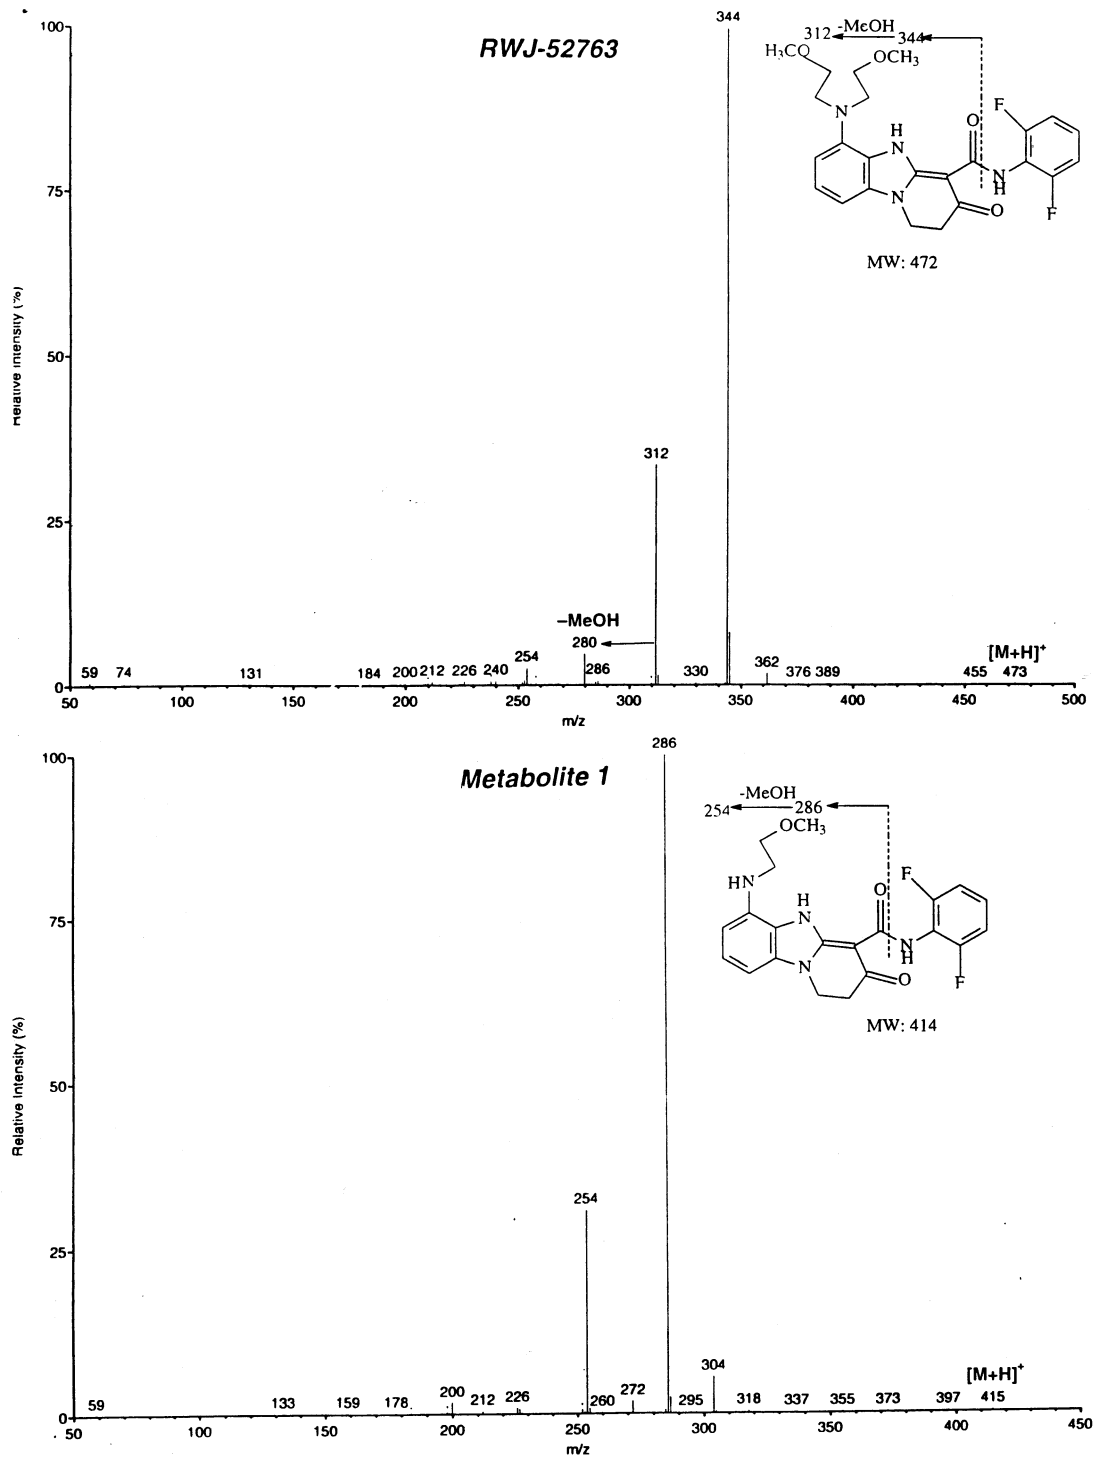 100
RWJ-52763
344
312
-MeOH
344
H₃CO
OCH₃
N
H
N
O
F
N
H
N
O
F
MW: 472
75
Relative Intensity (%)
50
312
25
–MeOH
280
[M+H]⁺
59 74 131 184 200 212 226 240 254 286 330 362 376 389 455 473
0
50 100 150 200 250 300 350 400 450 500
m/z
100
286
Metabolite 1
-MeOH
254
286
OCH₃
HN
H
N
O
F
N
H
N
O
F
MW: 414
75
Relative Intensity (%)
50
254
25
304
[M+H]⁺
59 133 159 178 200 212 226 260 272 295 318 337 355 373 397 415
0
50 100 150 200 250 300 350 400 450
m/z